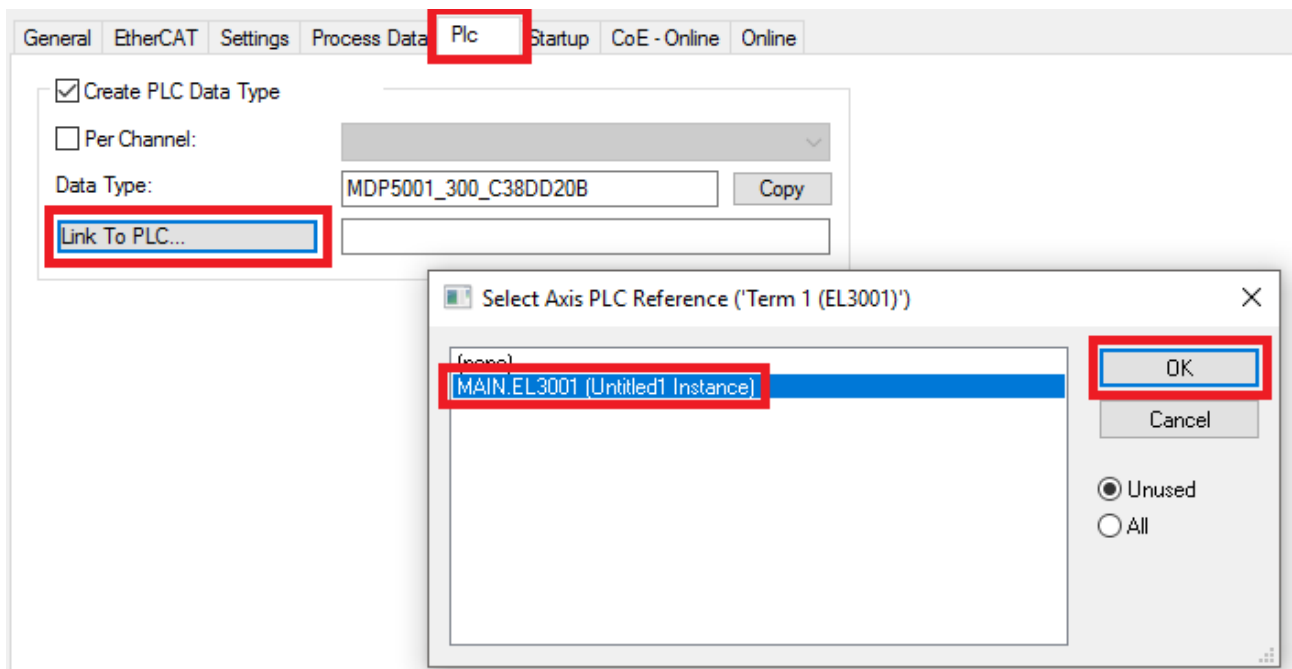 General EtherCAT Settings Process Data Plc Startup CoE - Online Online
Create PLC Data Type
Per Channel:
Data Type: MDP5001_300_C38DD20B Copy
Link To PLC...
Select Axis PLC Reference ('Term 1 (EL3001)')
(none)
MAIN.EL3001 (Untitled1 Instance)
OK
Cancel
Unused
All